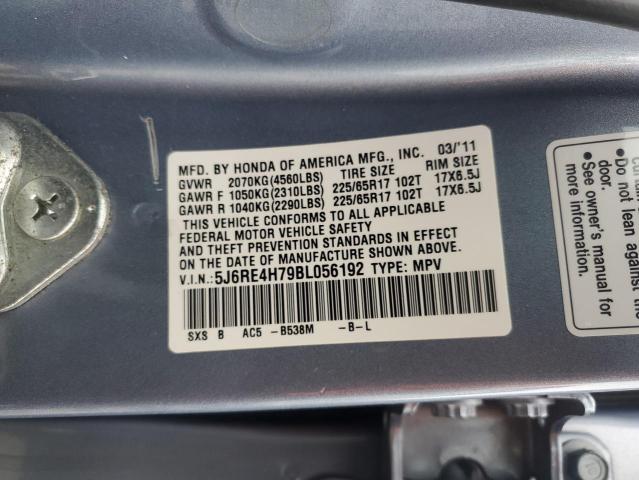 MFD. BY HONDA OF AMERICA MFG., INC. 03/'11
GVWR 2070KG(4560LBS) TIRE SIZE RIM SIZE
GAWR F 1050KG(2310LBS) 225/65R17 102T 17X6.5J
GAWR R 1040KG(2290LBS) 225/65R17 102T 17X6.5J
THIS VEHICLE CONFORMS TO ALL APPLICABLE
FEDERAL MOTOR VEHICLE SAFETY
AND THEFT PREVENTION STANDARDS IN EFFECT
ON THE DATE OF MANUFACTURE SHOWN ABOVE.
V.I.N.:5J6RE4H79BL056192 TYPE: MPV
SXS B AC5 -B538M -B-L
•Do not lean
door.
•See owner's manual for
more information.